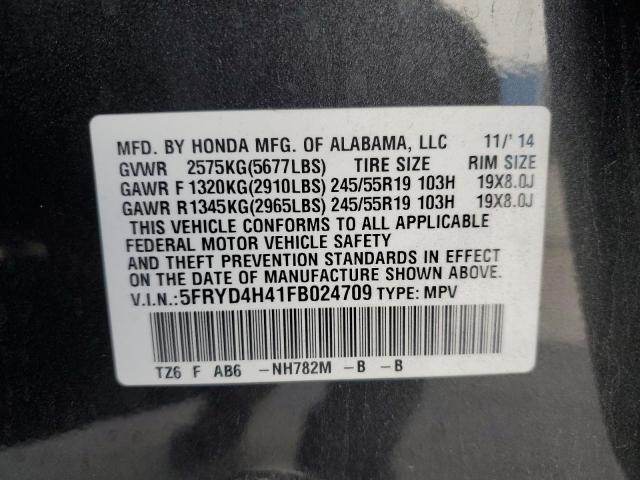 MFD. BY HONDA MFG. OF ALABAMA, LLC 11/'14
GVWR 2575KG(5677LBS) TIRE SIZE RIM SIZE
GAWR F 1320KG(2910LBS) 245/55R19 103H 19X8.0J
GAWR R1345KG(2965LBS) 245/55R19 103H 19X8.0J
THIS VEHICLE CONFORMS TO ALL APPLICABLE
FEDERAL MOTOR VEHICLE SAFETY
AND THEFT PREVENTION STANDARDS IN EFFECT
ON THE DATE OF MANUFACTURE SHOWN ABOVE.
V.I.N.:5FRYD4H41FB024709 TYPE: MPV
TZ6 F AB6 -NH782M -B -B